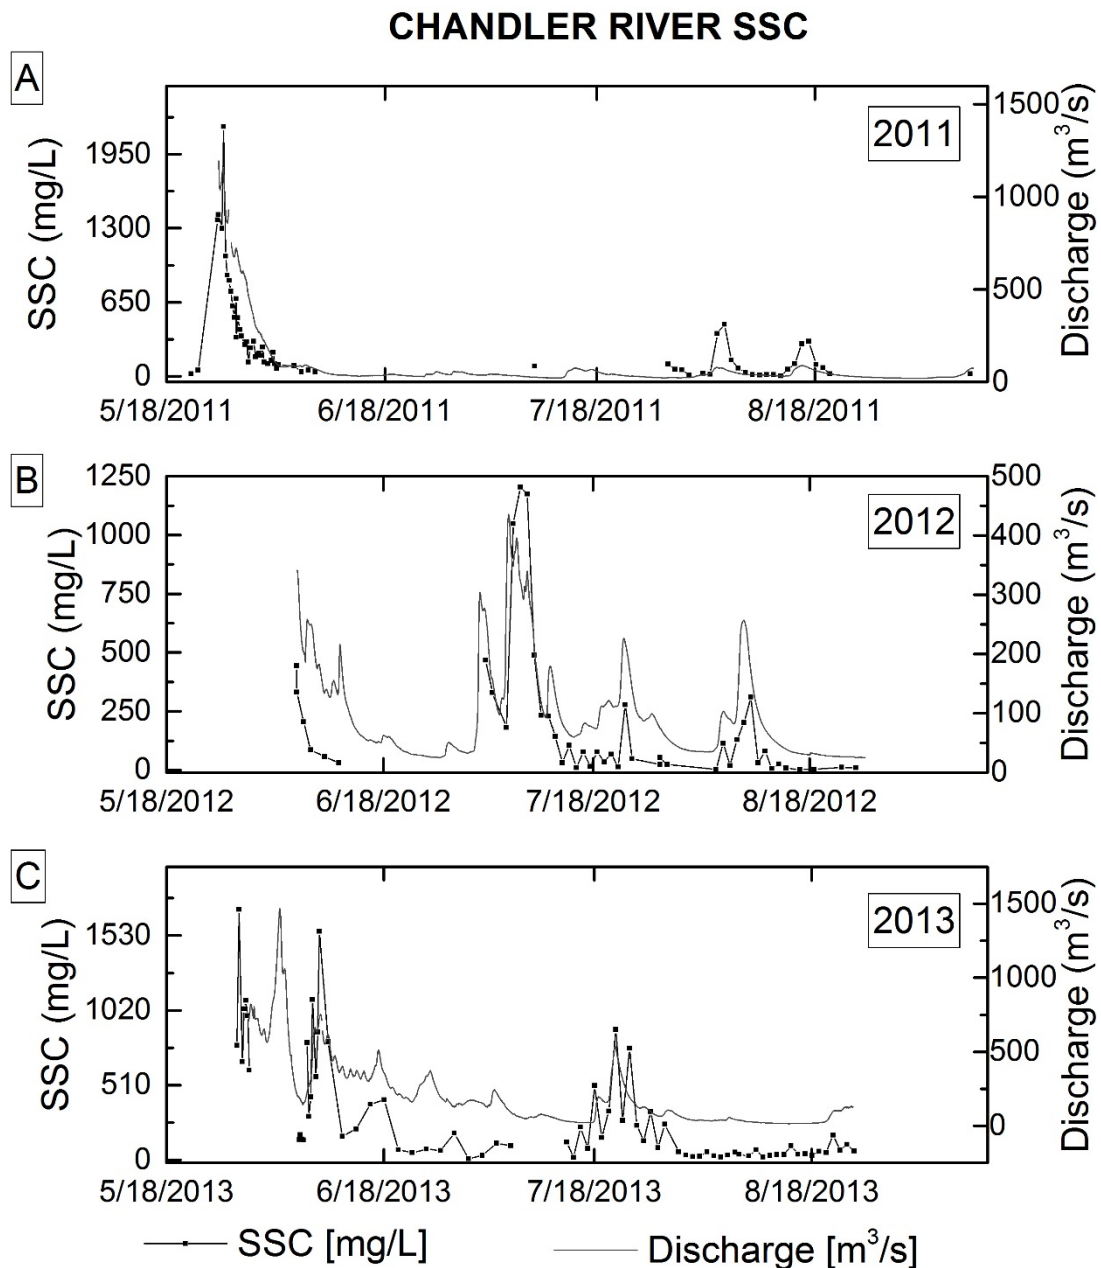 CHANDLER RIVER SSC
A
2011
SSC (mg/L)
1950
1300
650
0
Discharge (m³/s)
1500
1000
500
0
5/18/2011 6/18/2011 7/18/2011 8/18/2011
B
2012
SSC (mg/L)
1250
1000
750
500
250
0
Discharge (m³/s)
500
400
300
200
100
0
5/18/2012 6/18/2012 7/18/2012 8/18/2012
C
2013
SSC (mg/L)
1530
1020
510
0
Discharge (m³/s)
1500
1000
500
0
5/18/2013 6/18/2013 7/18/2013 8/18/2013
SSC [mg/L] Discharge [m³/s]